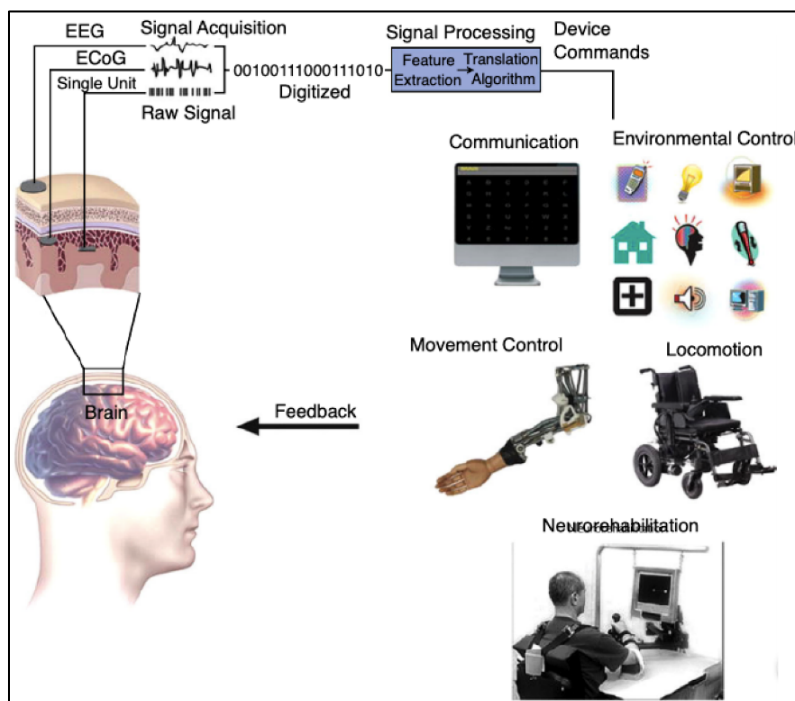 EEG
Signal Acquisition
ECoG
Single Unit
Raw Signal
00100111000111010
Digitized
Signal Processing
Feature Translation
Extraction Algorithm
Device
Commands
Communication
Environmental Control
Movement Control
Locomotion
Brain
Feedback
Neurorehabilitation